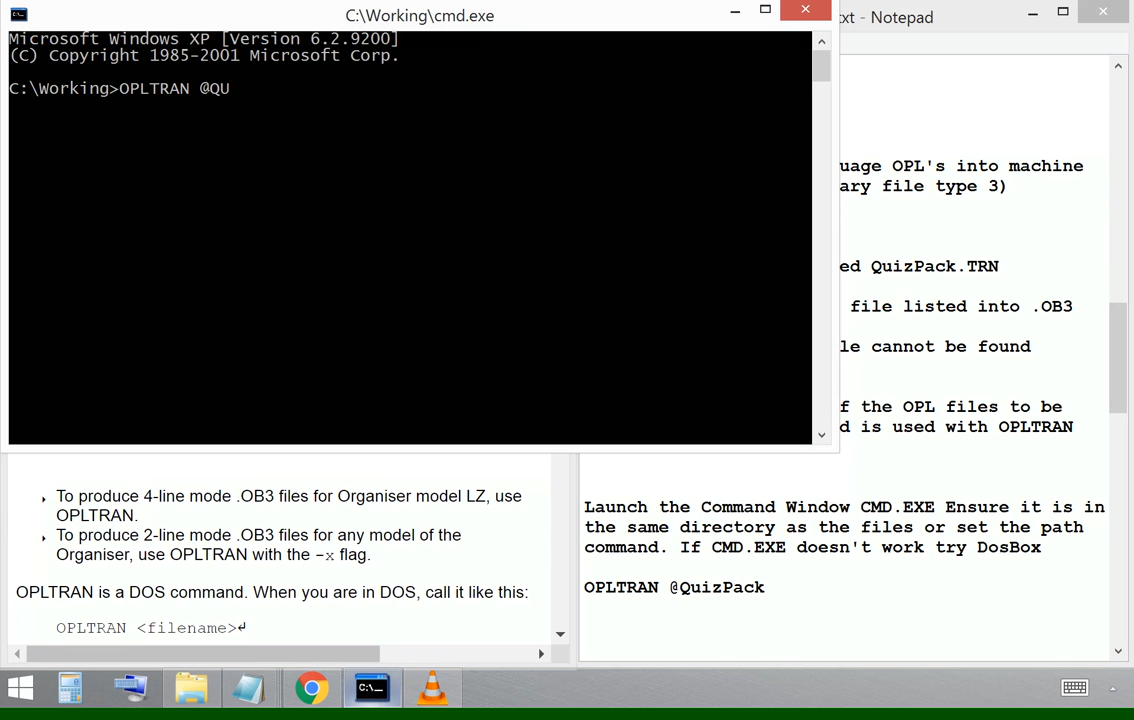 C:\Working\cmd.exe
Microsoft Windows XP [Version 6.2.9200]
(C) Copyright 1985-2001 Microsoft Corp.
C:\Working>OPLTRAN @QU
xt - Notepad
uage OPL's into machine
ary file type 3)
ed QuizPack.TRN
file listed into .OB3
le cannot be found
f the OPL files to be
d is used with OPLTRAN
Launch the Command Window CMD.EXE Ensure it is in
the same directory as the files or set the path
command. If CMD.EXE doesn't work try DosBox
OPLTRAN @QuizPack
To produce 4-line mode .OB3 files for Organiser model LZ, use
OPLTRAN.
To produce 2-line mode .OB3 files for any model of the
Organiser, use OPLTRAN with the -x flag.
OPLTRAN is a DOS command. When you are in DOS, call it like this:
OPLTRAN <filename>↵
C:\_